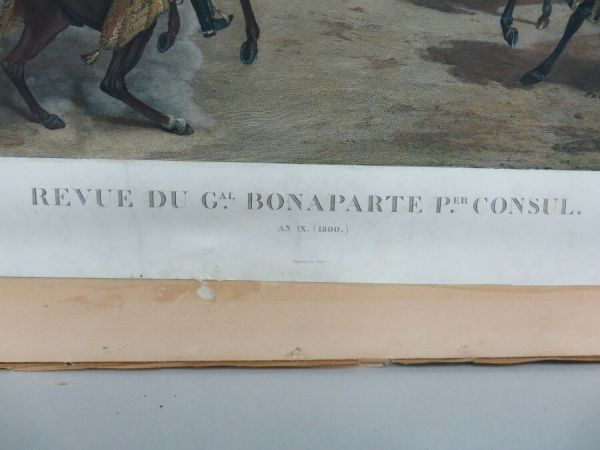 REVUE DU G.AL BONAPARTE P.ER CONSUL.
AN IX. (1800.)